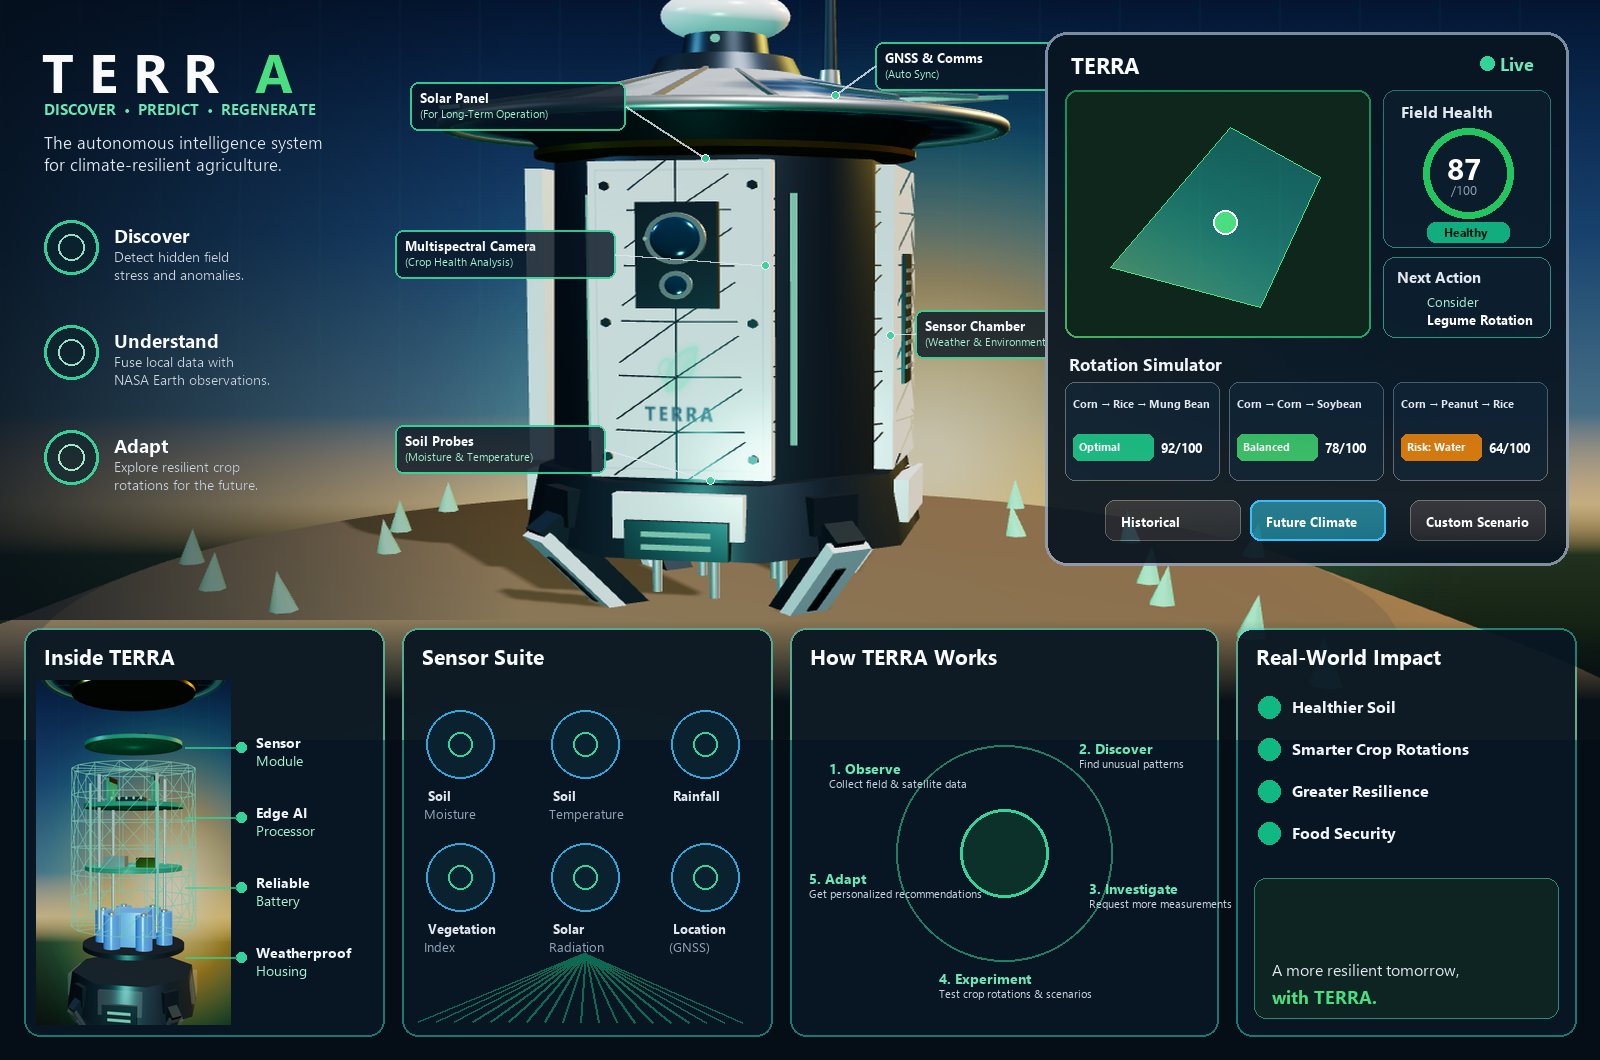 TERRA
DISCOVER • PREDICT • REGENERATE
The autonomous intelligence system
for climate-resilient agriculture.
Discover
Detect hidden field
stress and anomalies.
Understand
Fuse local data with
NASA Earth observations.
Adapt
Explore resilient crop
rotations for the future.
Solar Panel
(For Long-Term Operation)
GNSS & Comms
(Auto Sync)
Multispectral Camera
(Crop Health Analysis)
Sensor Chamber
(Weather & Environment
Soil Probes
(Moisture & Temperature)
TERRA
TERRA
Live
Field Health
87
/100
Healthy
Next Action
Consider
Legume Rotation
Rotation Simulator
Corn → Rice → Mung Bean
Optimal 92/100
Corn → Corn → Soybean
Balanced 78/100
Corn → Peanut → Rice
Risk: Water 64/100
Historical
Future Climate
Custom Scenario
Inside TERRA
Sensor
Module
Edge AI
Processor
Reliable
Battery
Weatherproof
Housing
Sensor Suite
Soil
Moisture
Soil
Temperature
Rainfall
Vegetation
Index
Solar
Radiation
Location
(GNSS)
How TERRA Works
1. Observe
Collect field & satellite data
2. Discover
Find unusual patterns
3. Investigate
Request more measurements
4. Experiment
Test crop rotations & scenarios
5. Adapt
Get personalized recommendations
Real-World Impact
Healthier Soil
Smarter Crop Rotations
Greater Resilience
Food Security
A more resilient tomorrow,
with TERRA.